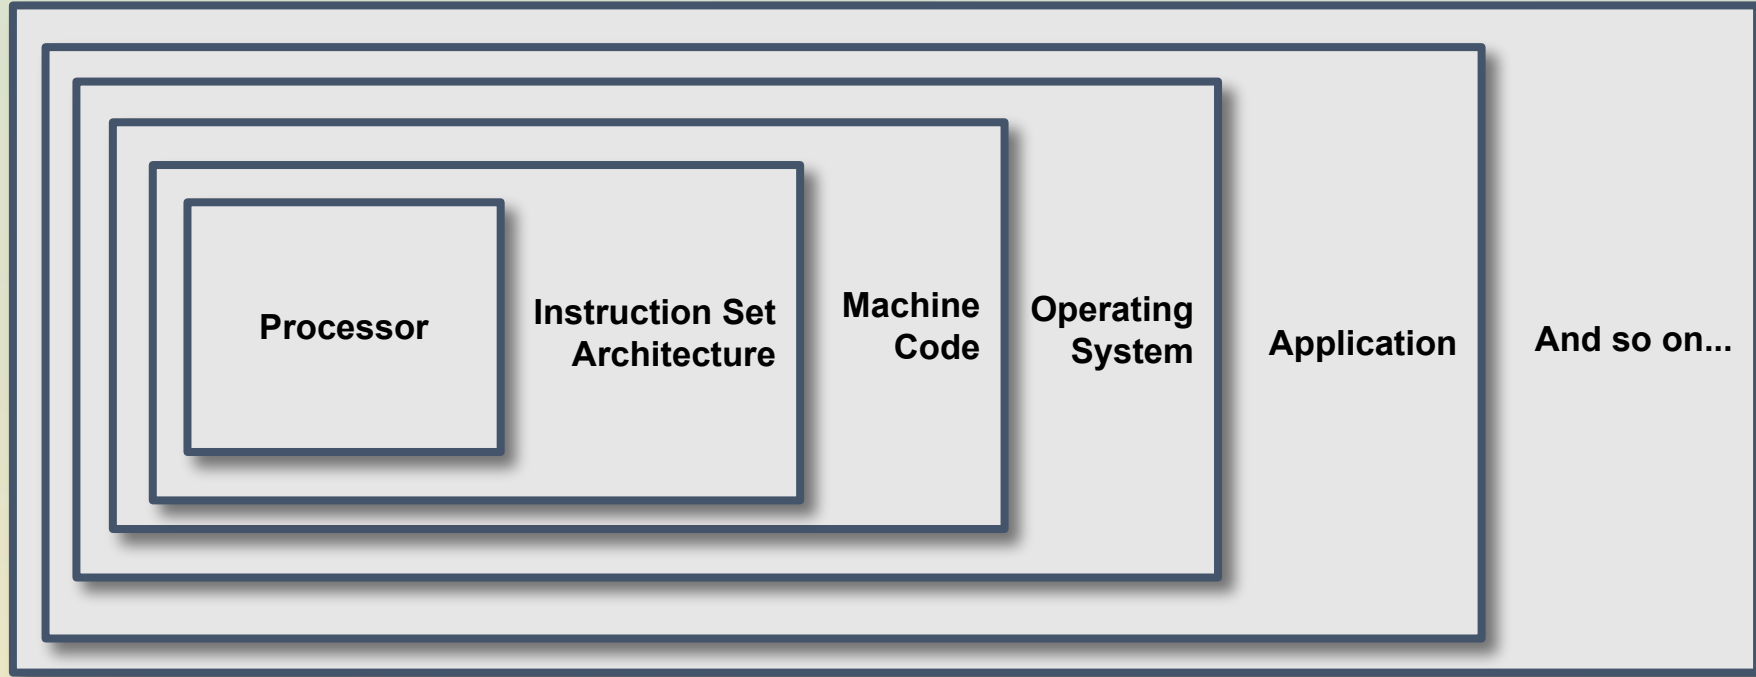 Processor
Instruction Set
Architecture
Machine
Code
Operating
System
Application
And so on...